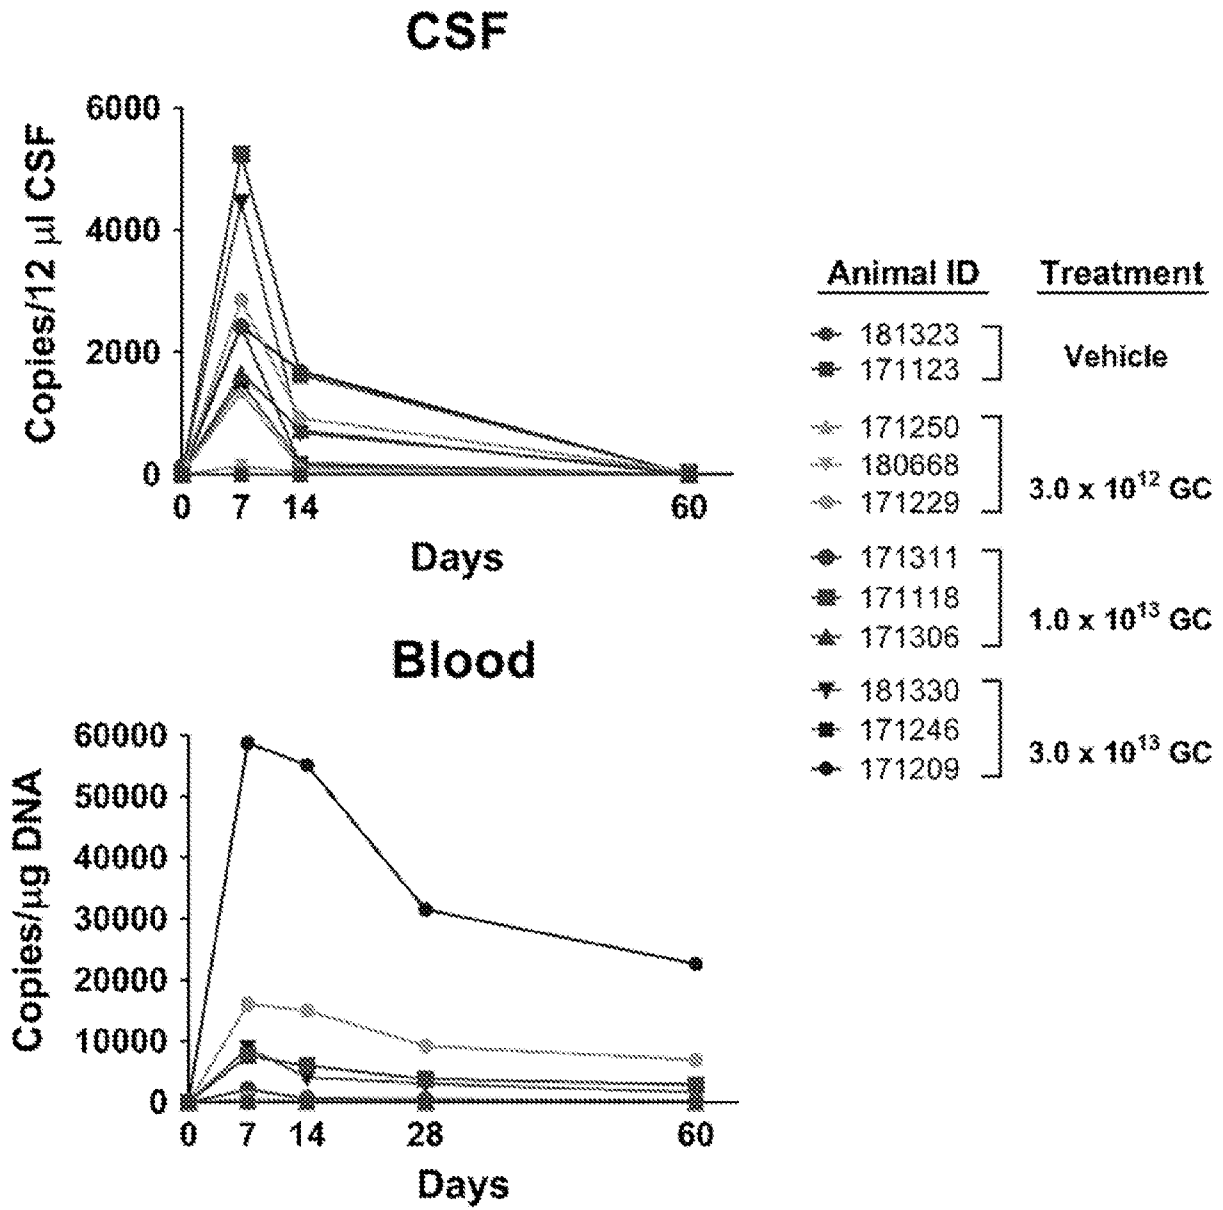 CSF
6000
4000
2000
0
Copies/12 µl CSF
0 7 14 60
Days
Animal ID Treatment
181323
171123
Vehicle
171250
180668
171229
3.0 x 10¹² GC
171311
171118
171306
1.0 x 10¹³ GC
181330
171246
171209
3.0 x 10¹³ GC
Blood
60000
50000
40000
30000
20000
10000
0
Copies/µg DNA
0 7 14 28 60
Days